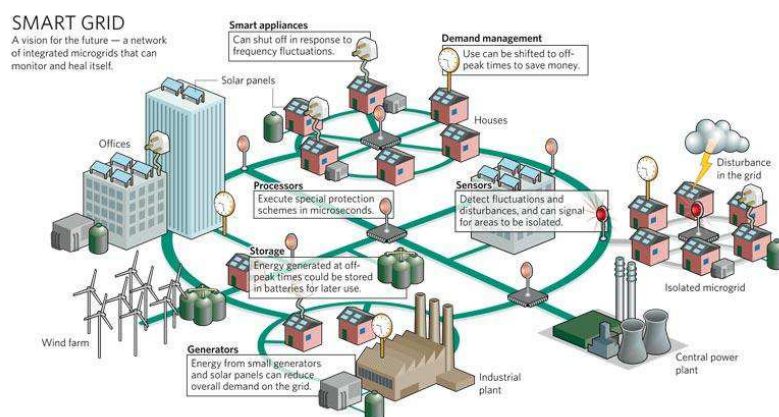 SMART GRID
A vision for the future — a network
of integrated microgrids that can
monitor and heal itself.
Smart appliances
Can shut off in response to
frequency fluctuations.
Demand management
Use can be shifted to off-
peak times to save money.
Solar panels
Houses
Offices
Disturbance
in the grid
Processors
Execute special protection
schemes in microseconds.
Sensors
Detect fluctuations and
disturbances, and can signal
for areas to be isolated.
Storage
Energy generated at off-
peak times could be stored
in batteries for later use.
Isolated microgrid
Wind farm
Generators
Energy from small generators
and solar panels can reduce
overall demand on the grid.
Industrial
plant
Central power
plant